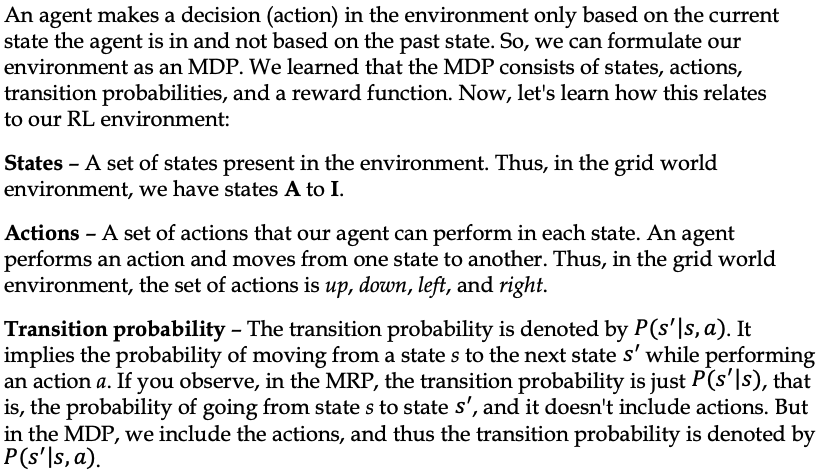 An agent makes a decision (action) in the environment only based on the current
state the agent is in and not based on the past state. So, we can formulate our
environment as an MDP. We learned that the MDP consists of states, actions,
transition probabilities, and a reward function. Now, let's learn how this relates
to our RL environment:
States – A set of states present in the environment. Thus, in the grid world
environment, we have states A to I.
Actions – A set of actions that our agent can perform in each state. An agent
performs an action and moves from one state to another. Thus, in the grid world
environment, the set of actions is up, down, left, and right.
Transition probability – The transition probability is denoted by P(s′|s, a). It
implies the probability of moving from a state s to the next state s′ while performing
an action a. If you observe, in the MRP, the transition probability is just P(s′|s), that
is, the probability of going from state s to state s′, and it doesn't include actions. But
in the MDP, we include the actions, and thus the transition probability is denoted by
P(s′|s, a).